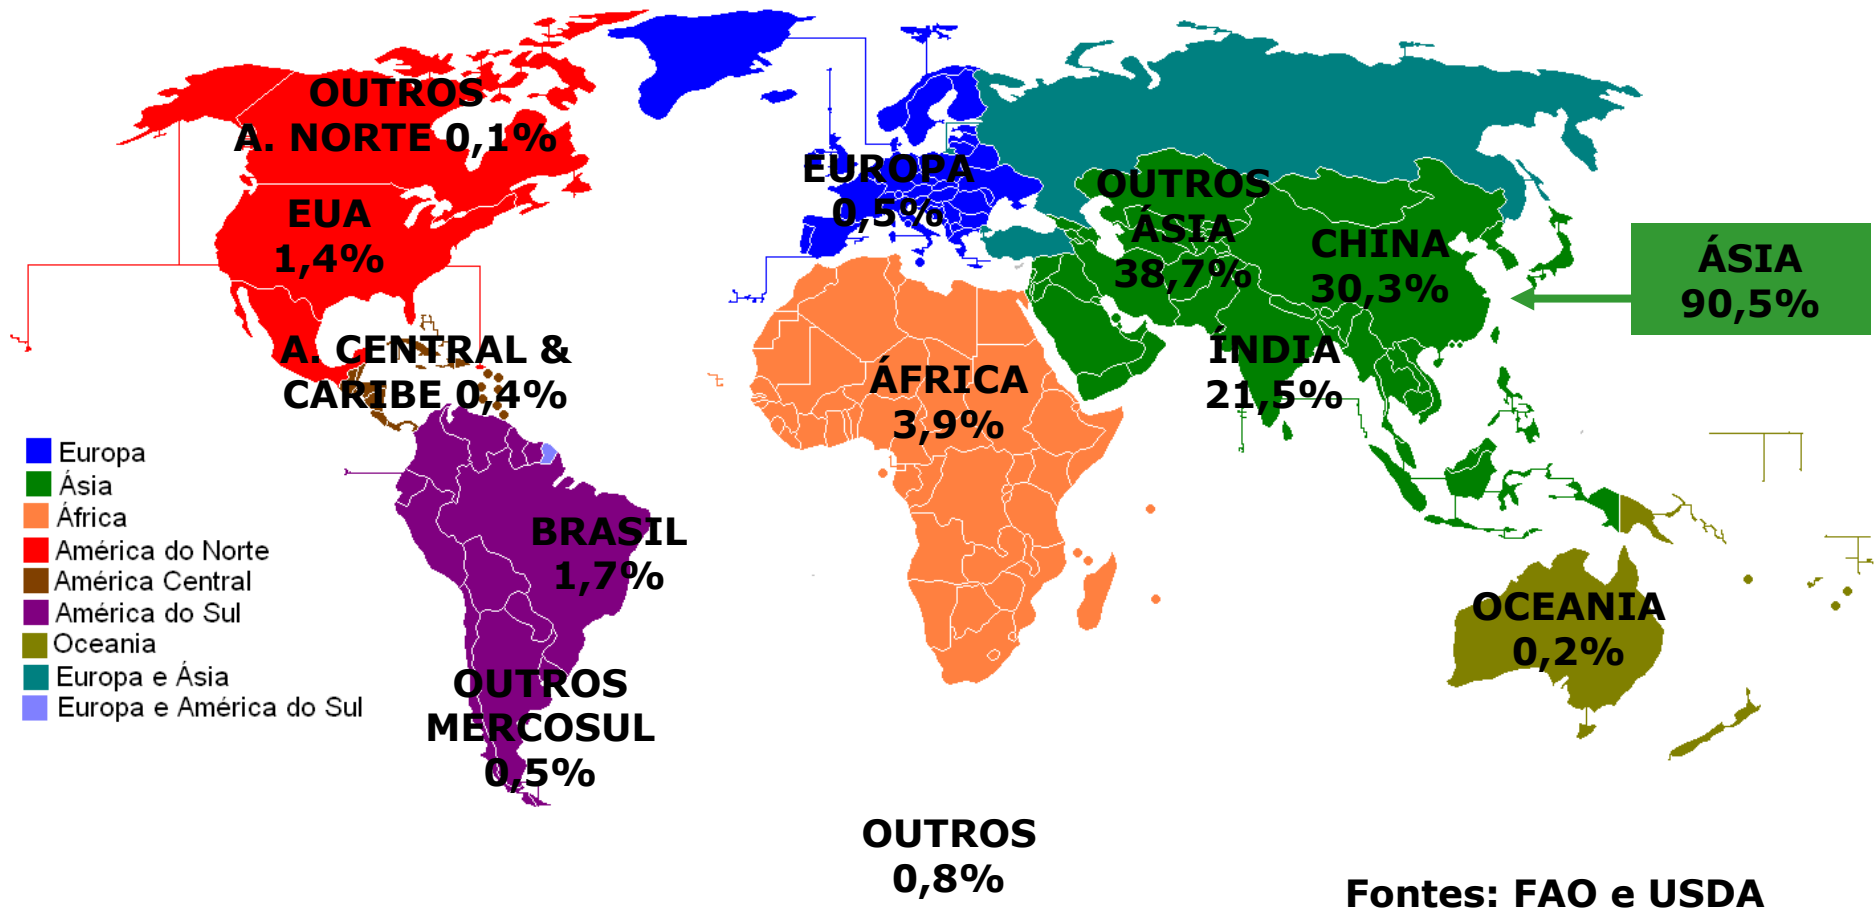 OUTROS
A. NORTE 0,1%
EUA
1,4%
A. CENTRAL &
CARIBE 0,4%
EUROPA
0,5%
OUTROS
ÁSIA
38,7%
CHINA
30,3%
ÁSIA
90,5%
ÍNDIA
21,5%
ÁFRICA
3,9%
Europa
Ásia
África
América do Norte
América Central
América do Sul
Oceania
Europa e Ásia
Europa e América do Sul
BRASIL
1,7%
OUTROS
MERCOSUL
0,5%
OCEANIA
0,2%
OUTROS
0,8%
Fontes: FAO e USDA